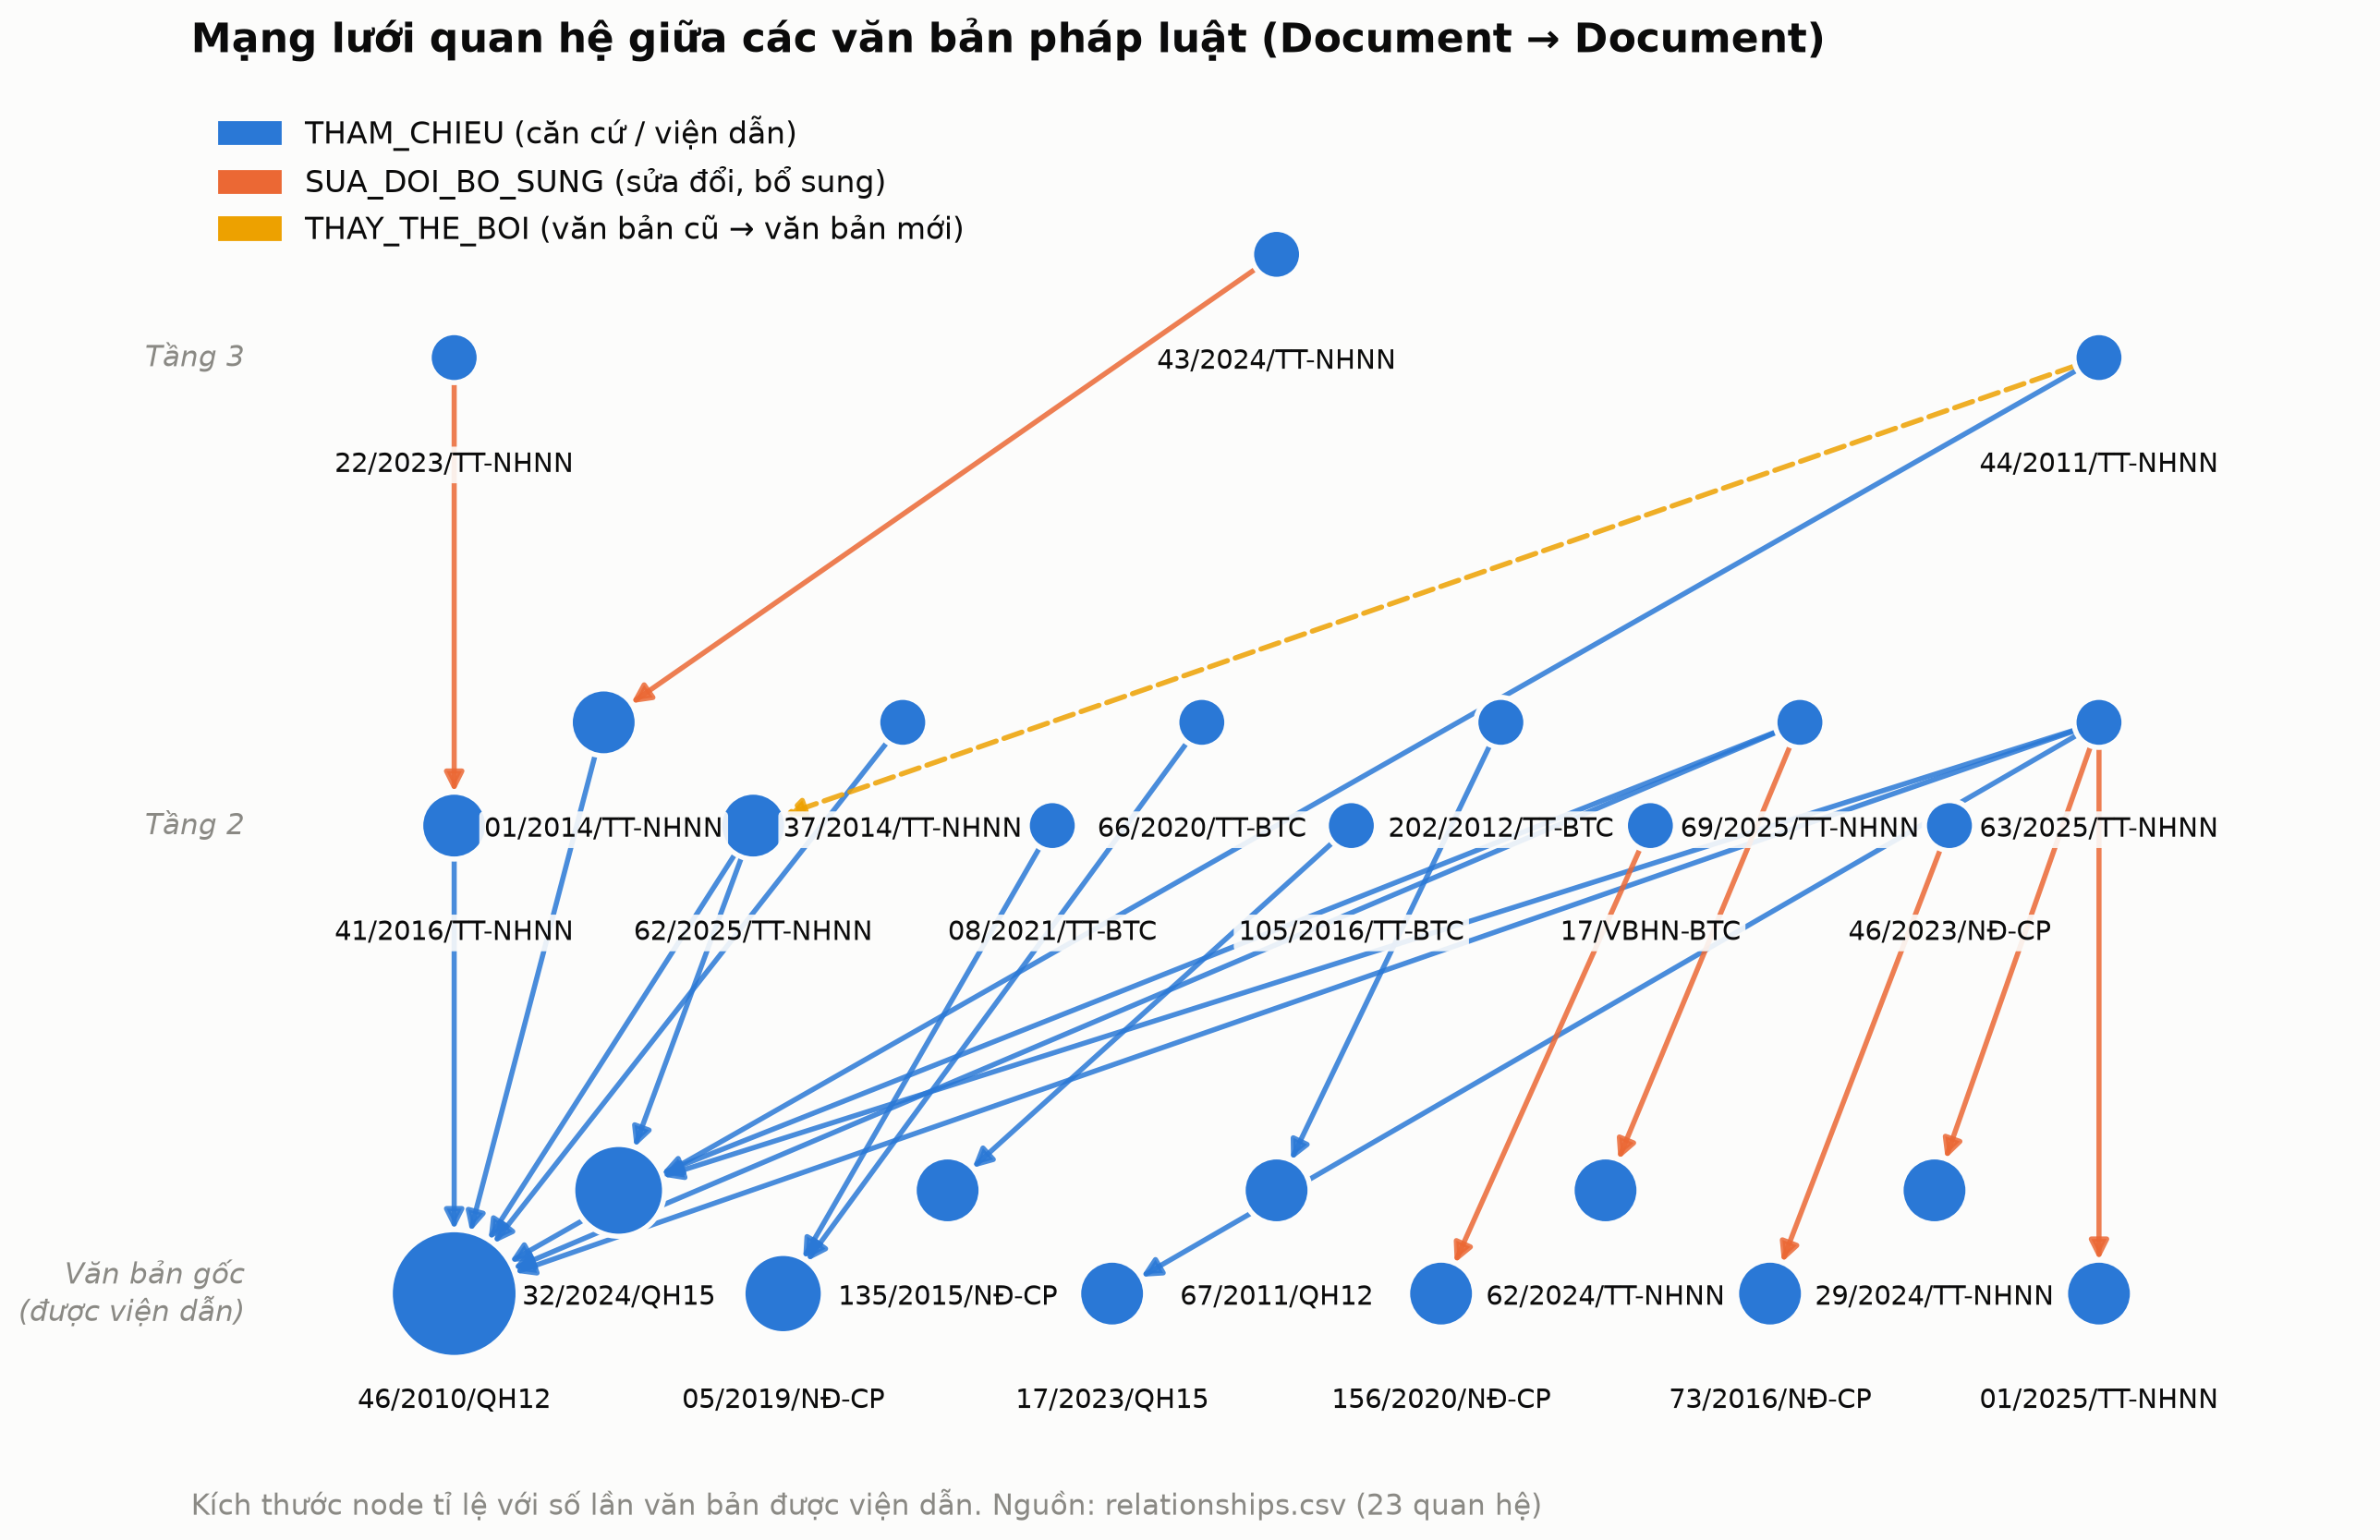 Mạng lưới quan hệ giữa các văn bản pháp luật (Document → Document)
THAM_CHIEU (căn cứ / viện dẫn)
SUA_DOI_BO_SUNG (sửa đổi, bổ sung)
THAY_THE_BOI (văn bản cũ → văn bản mới)
Tầng 3
43/2024/TT-NHNN
22/2023/TT-NHNN
44/2011/TT-NHNN
Tầng 2
01/2014/TT-NHNN
37/2014/TT-NHNN
66/2020/TT-BTC
202/2012/TT-BTC
69/2025/TT-NHNN
63/2025/TT-NHNN
41/2016/TT-NHNN
62/2025/TT-NHNN
08/2021/TT-BTC
105/2016/TT-BTC
17/VBHN-BTC
46/2023/NĐ-CP
Văn bản gốc
(được viện dẫn)
32/2024/QH15
135/2015/NĐ-CP
67/2011/QH12
62/2024/TT-NHNN
29/2024/TT-NHNN
46/2010/QH12
05/2019/NĐ-CP
17/2023/QH15
156/2020/NĐ-CP
73/2016/NĐ-CP
01/2025/TT-NHNN
Kích thước node tỉ lệ với số lần văn bản được viện dẫn. Nguồn: relationships.csv (23 quan hệ)